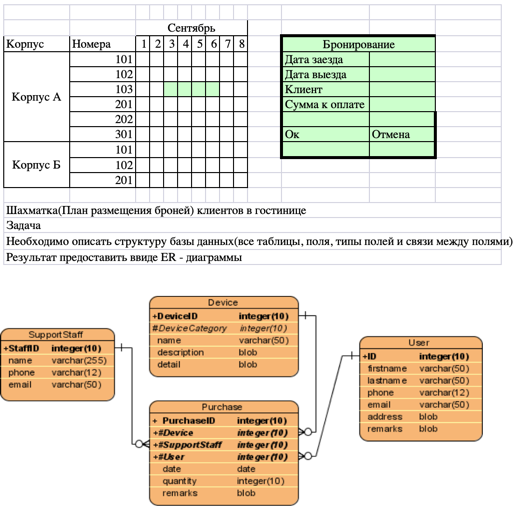 Сентябрь
Корпус Номера 1 2 3 4 5 6 7 8
Корпус А
101
102
103
201
202
301
Корпус Б
101
102
201
Бронирование
Дата заезда
Дата выезда
Клиент
Сумма к оплате
Ок Отмена
Шахматка(План размещения броней) клиентов в гостинице
Задача
Необходимо описать структуру базы данных(все таблицы, поля, типы полей и связи между полями)
Результат предоставить ввиде ER - диаграммы
SupportStaff
+StaffID integer(10)
name varchar(255)
phone varchar(12)
email varchar(50)
Device
+DeviceID integer(10)
#DeviceCategory integer(10)
name varchar(50)
description blob
detail blob
Purchase
+ PurchaseID integer(10)
+#Device integer(10)
+#SupportStaff integer(10)
+#User integer(10)
date date
quantity integer(10)
remarks blob
User
+ID integer(10)
firstname varchar(50)
lastname varchar(50)
phone varchar(12)
email varchar(50)
address blob
remarks blob